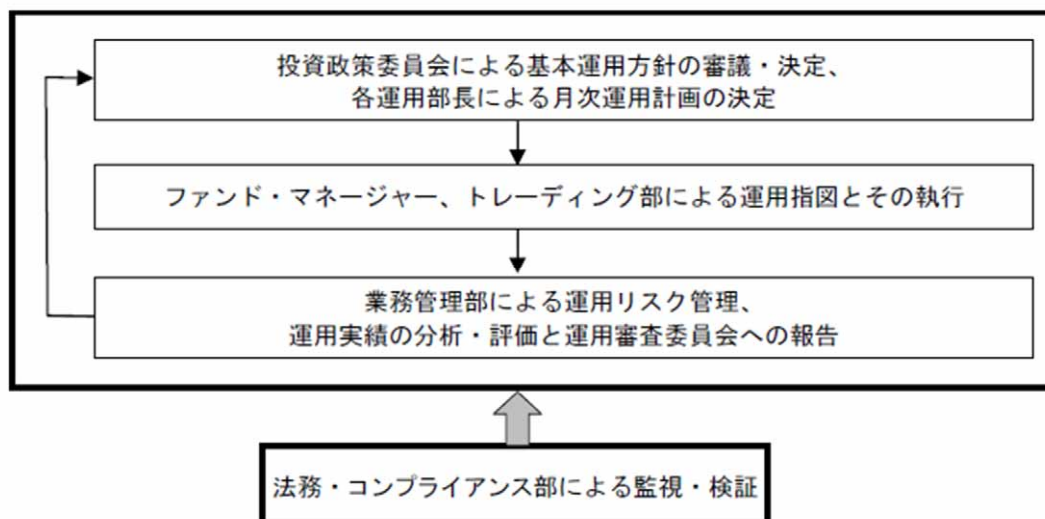 投資政策委員会による基本運用方針の審議・決定、
各運用部長による月次運用計画の決定
ファンド・マネージャー、トレーディング部による運用指図とその執行
業務管理部による運用リスク管理、
運用実績の分析・評価と運用審査委員会への報告
法務・コンプライアンス部による監視・検証